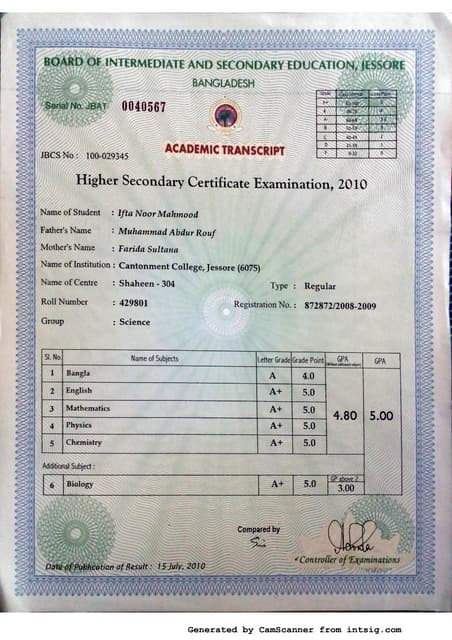 BOARD OF INTERMEDIATE AND SECONDARY EDUCATION, JESSORE
BANGLADESH
Serial No. JBAT 0040567
JBCS No : 100-029345
ACADEMIC TRANSCRIPT
Higher Secondary Certificate Examination, 2010
Name of Student : Ifta Noor Mahmood
Father's Name : Muhammad Abdur Rouf
Mother's Name : Farida Sultana
Name of Institution : Cantonment College, Jessore (6075)
Name of Centre : Shaheen - 304 Type : Regular
Roll Number : 429801 Registration No. : 872872/2008-2009
Group : Science
Sl. No. Name of Subjects Letter Grade Grade Point GPA GPA
1 Bangla A 4.0
2 English A+ 5.0
3 Mathematics A+ 5.0 4.80 5.00
4 Physics A+ 5.0
5 Chemistry A+ 5.0
Additional Subject :
6 Biology A+ 5.0 GP above 2 3.00
Compared by
Controller of Examinations
Date of Publication of Result : 15 July, 2010
Generated by CamScanner from intsig.com